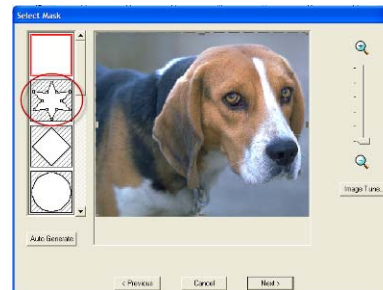 Select Mask
Image Tune...
Auto Generate
< Previous
Cancel
Next >